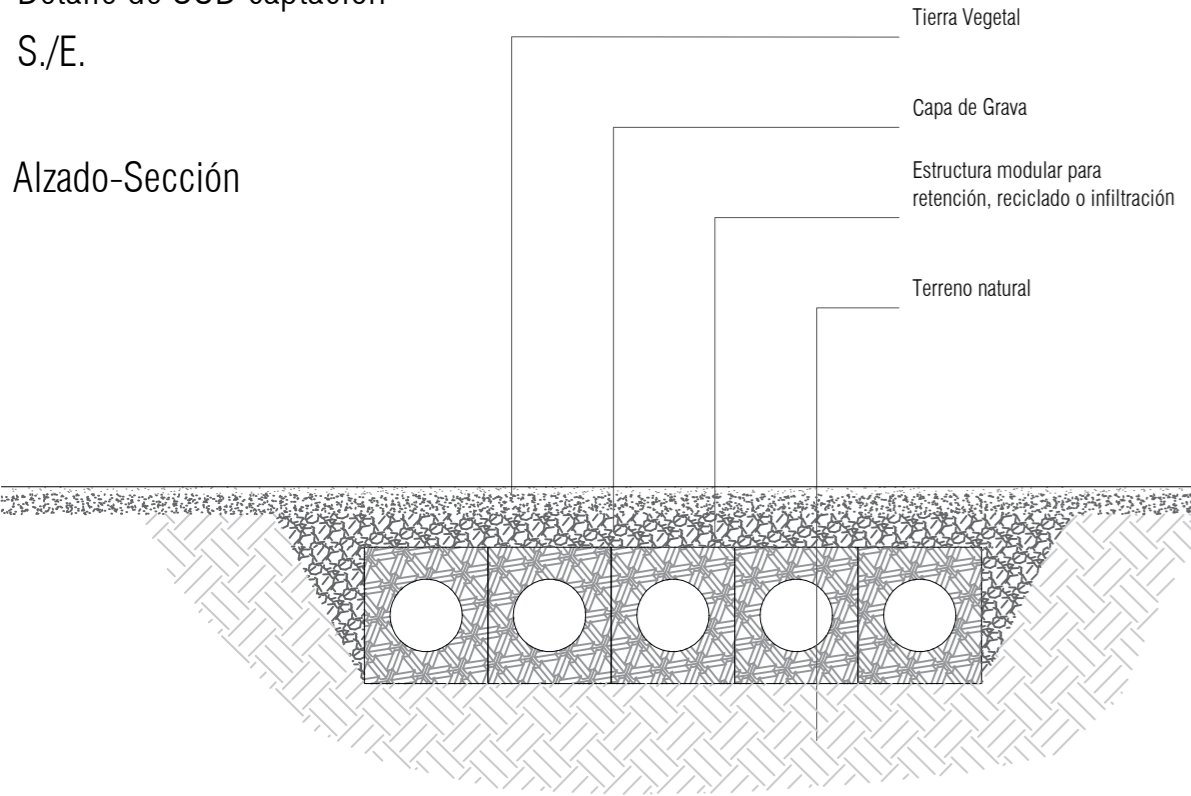 S./E.
Alzado-Sección
Tierra Vegetal
Capa de Grava
Estructura modular para
retención, reciclado o infiltración
Terreno natural